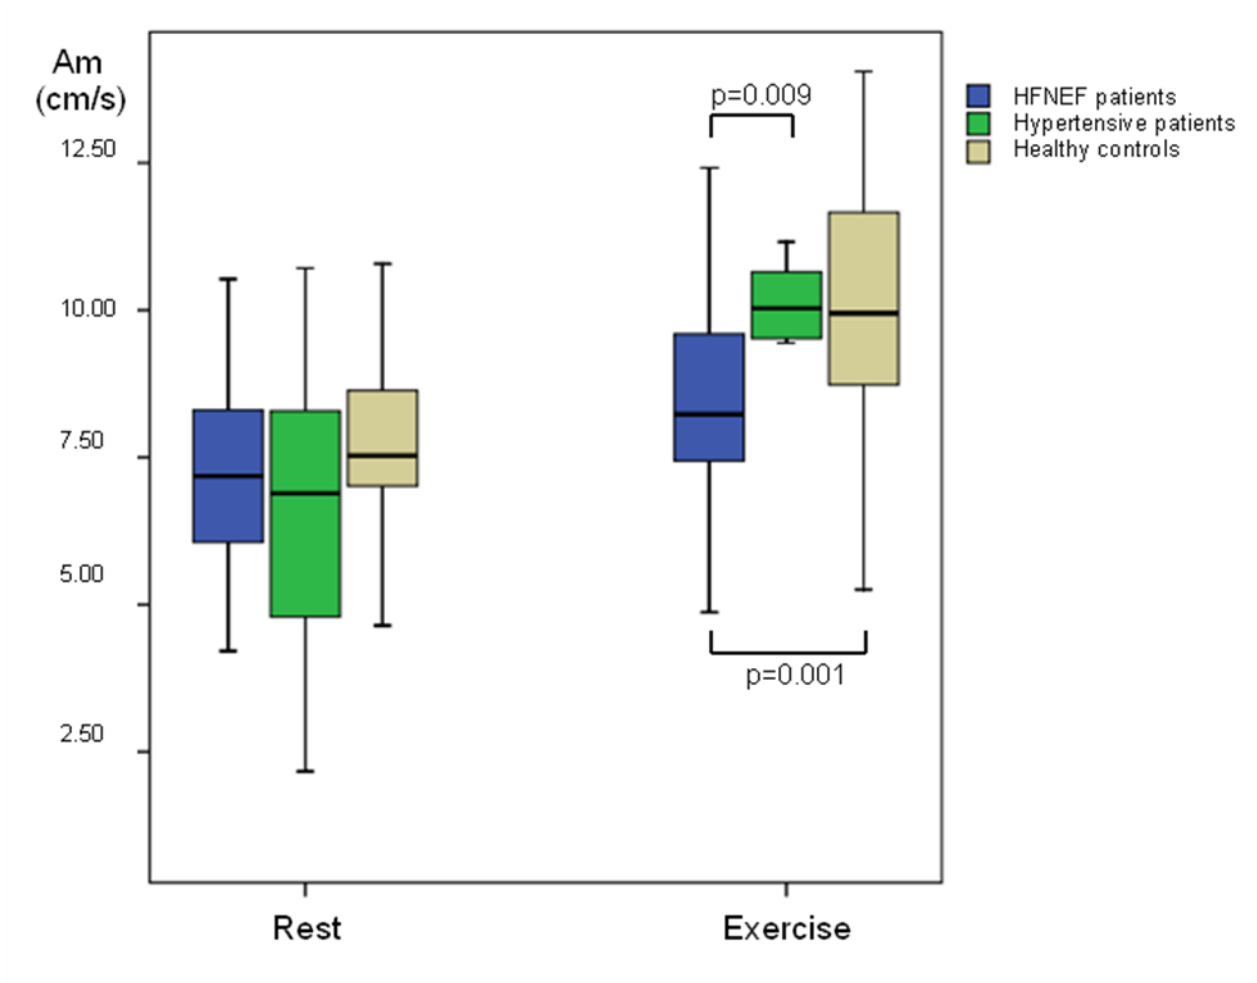 Am
(cm/s)
12.50
10.00
7.50
5.00
2.50
p=0.009
p=0.001
Rest
Exercise
HFNEF patients
Hypertensive patients
Healthy controls